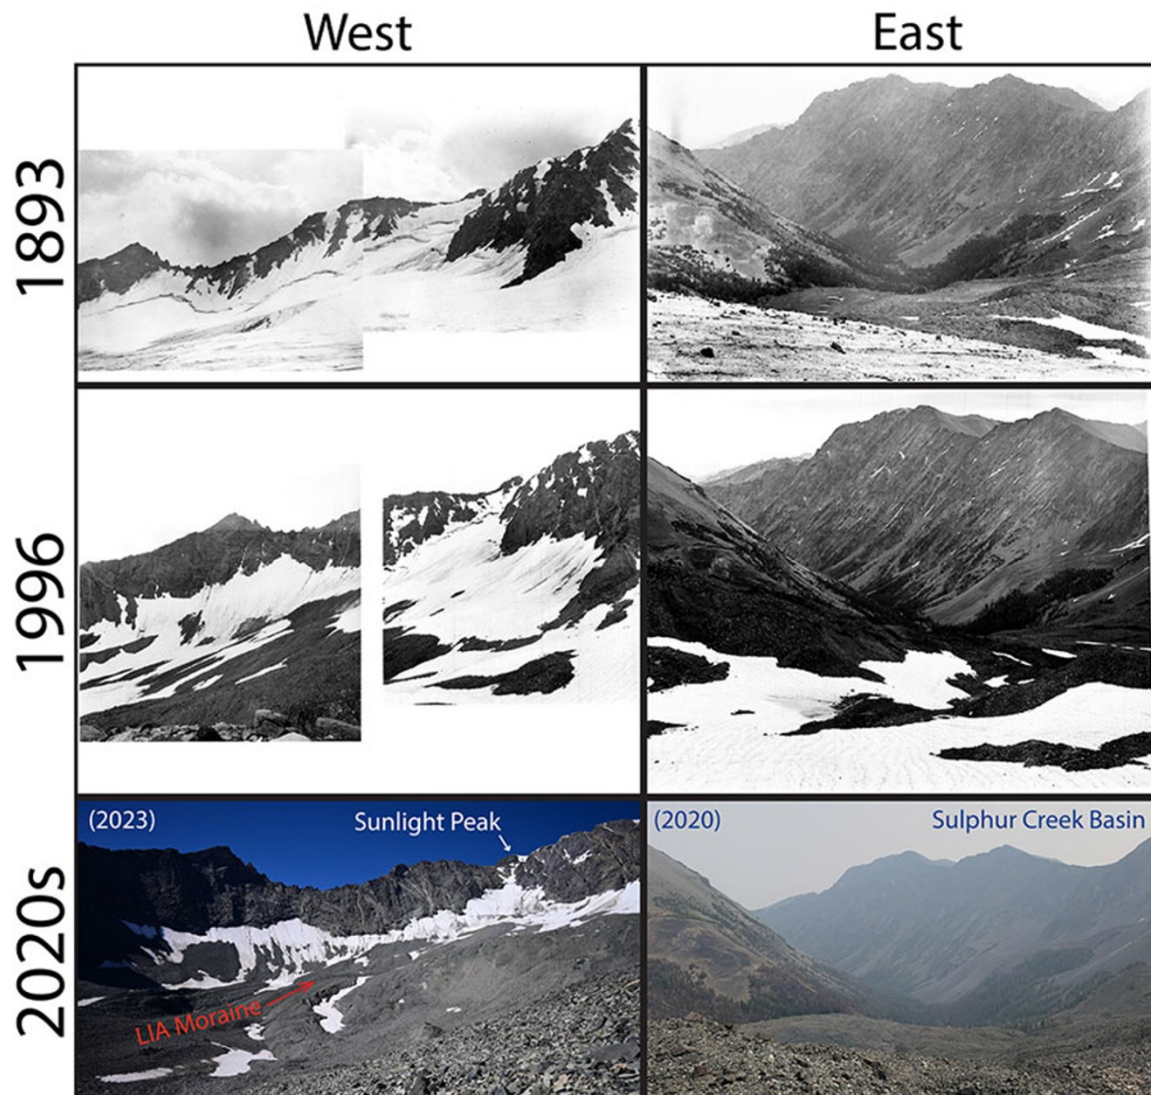 West
East
1893
1996
2020s
(2023)
Sunlight Peak
LIA Moraine
(2020)
Sulphur Creek Basin